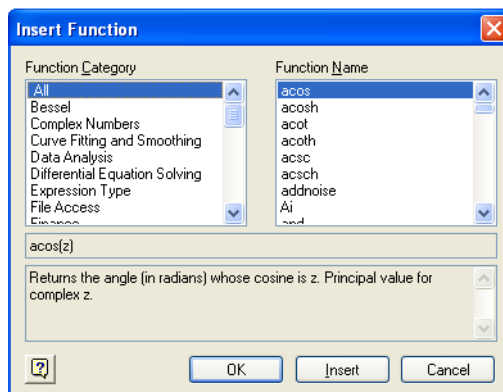 Insert Function
Function Category
Function Name
All
Bessel
Complex Numbers
Curve Fitting and Smoothing
Data Analysis
Differential Equation Solving
Expression Type
File Access
Finance
acos
acosh
acot
acoth
acsc
acsch
addnoise
Ai
and
acos(z)
Returns the angle (in radians) whose cosine is z. Principal value for
complex z.
?
OK
Insert
Cancel